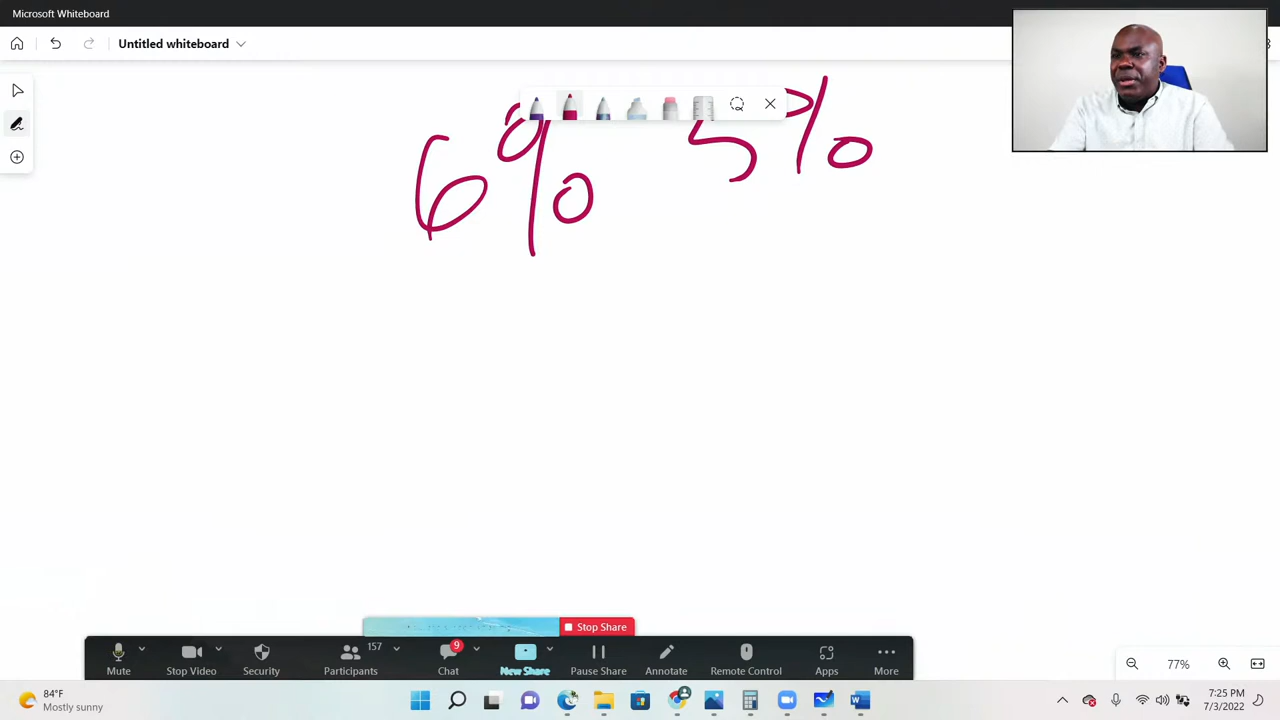 Microsoft Whiteboard
Untitled whiteboard
6% 5%
Stop Share
157
9
Mute
Stop Video
Security
Participants
Chat
New Share
Pause Share
Annotate
Remote Control
Apps
More
77%
84°F
Mostly sunny
7:25 PM
7/3/2022